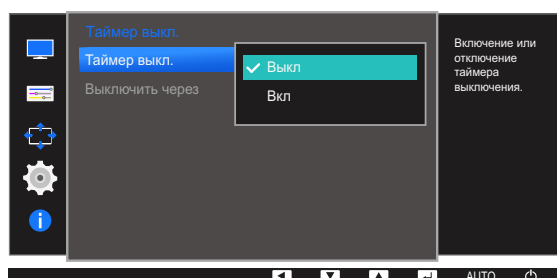 Таймер выкл.
Таймер выкл.
Выключить через
Выкл
Вкл
Включение или
отключение
таймера
выключения.
AUTO